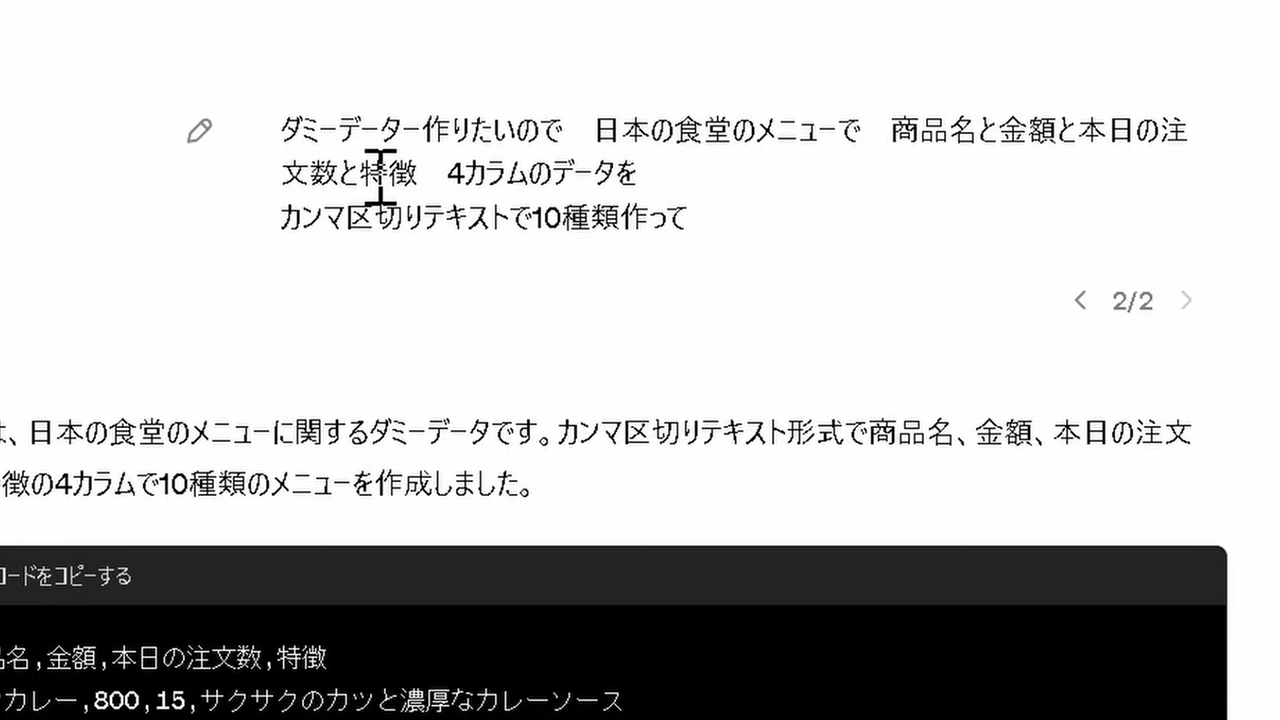 ダミーデーター作りたいので　日本の食堂のメニューで　商品名と金額と本日の注
文数と特徴　4カラムのデータを
カンマ区切りテキストで10種類作って
2/2
は、日本の食堂のメニューに関するダミーデータです。カンマ区切りテキスト形式で商品名、金額、本日の注文
徴の4カラムで10種類のメニューを作成しました。
コードをコピーする
品名,金額,本日の注文数,特徴
カレー,800,15,サクサクのカツと濃厚なカレーソース